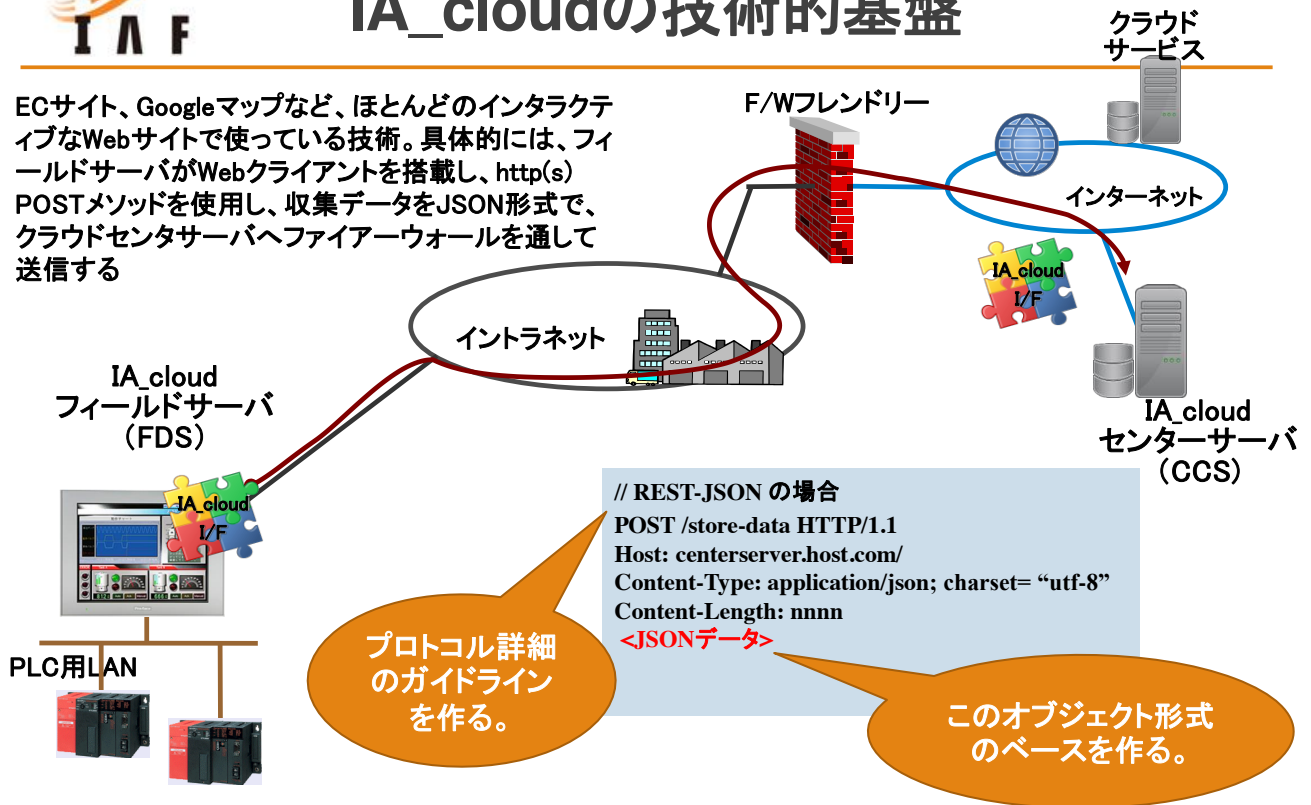 IA_cloudの技術的基盤
IAF
クラウド
サービス
ECサイト、Googleマップなど、ほとんどのインタラクテ
ィブなWebサイトで使っている技術。具体的には、フィ
ールドサーバがWebクライアントを搭載し、http(s)
POSTメソッドを使用し、収集データをJSON形式で、
クラウドセンタサーバへファイアーウォールを通して
送信する
F/Wフレンドリー
インターネット
IA_cloud
I/F
イントラネット
IA_cloud
フィールドサーバ
(FDS)
IA_cloud
センターサーバ
(CCS)
IA_cloud
I/F
// REST-JSON の場合
POST /store-data HTTP/1.1
Host: centerserver.host.com/
Content-Type: application/json; charset= “utf-8”
Content-Length: nnnn
<JSONデータ>
プロトコル詳細
のガイドライン
を作る。
PLC用LAN
このオブジェクト形式
のベースを作る。